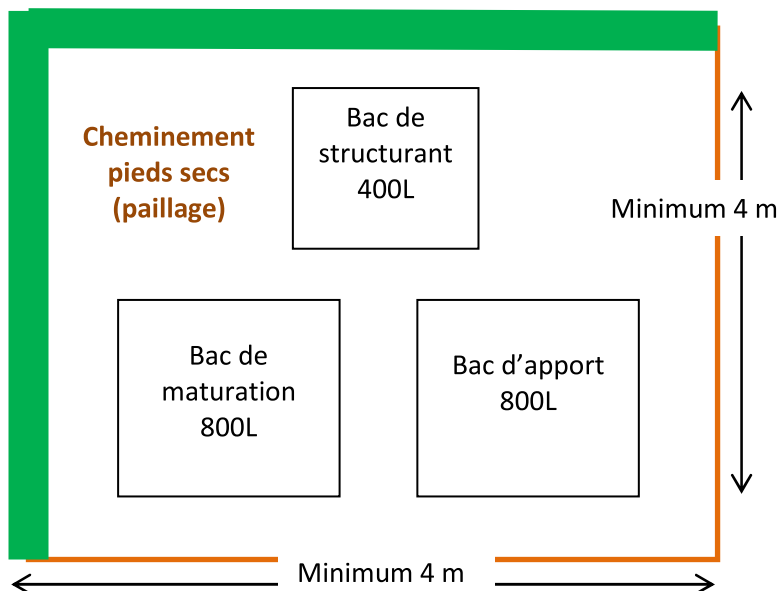 Bac de
structurant
400L
Cheminement
pieds secs
(paillage)
Minimum 4 m
Bac de
maturation
800L
Bac d’apport
800L
Minimum 4 m